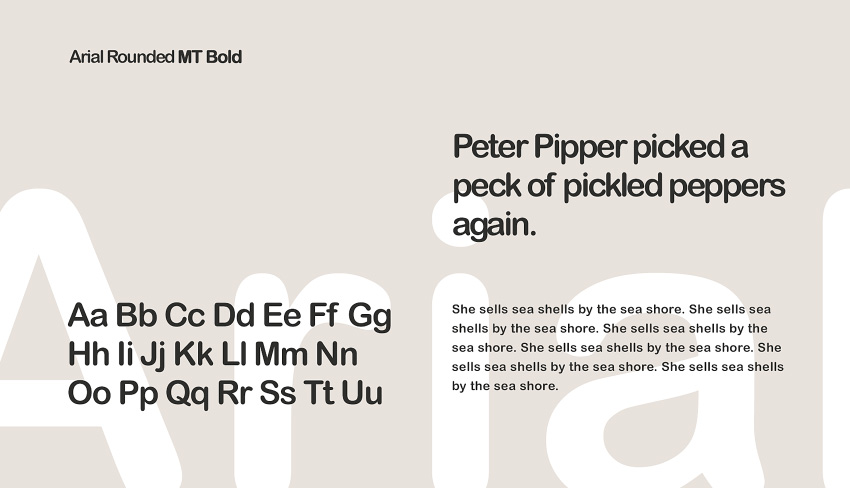 Arial Rounded MT Bold
Peter Pipper picked a
peck of pickled peppers
again.
Aa Bb Cc Dd Ee Ff Gg
Hh Ii Jj Kk Ll Mm Nn
Oo Pp Qq Rr Ss Tt Uu
She sells sea shells by the sea shore. She sells sea
shells by the sea shore. She sells sea shells by the
sea shore. She sells sea shells by the sea shore. She
sells sea shells by the sea shore. She sells sea shells
by the sea shore.
Arial